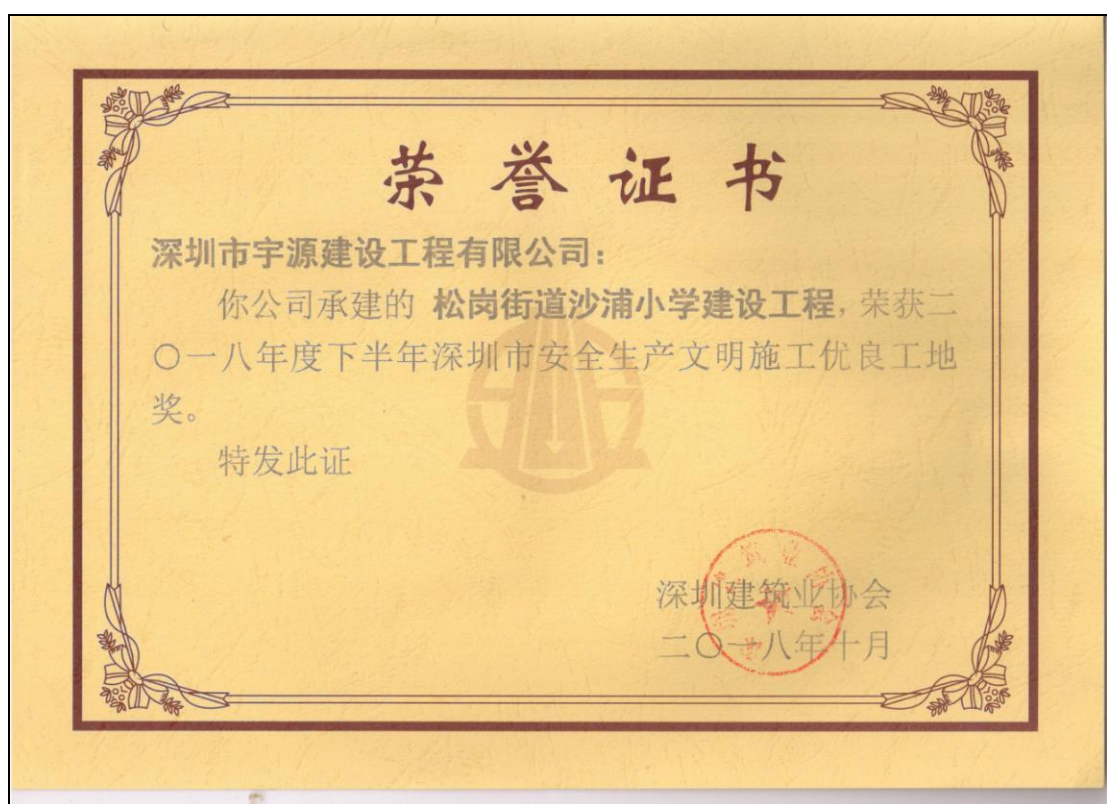 荣誉证书
深圳市宇源建设工程有限公司：
你公司承建的 松岗街道沙浦小学建设工程，荣获二
〇一八年度下半年深圳市安全生产文明施工优良工地
奖。
特发此证
深圳建筑业协会
二〇一八年十月